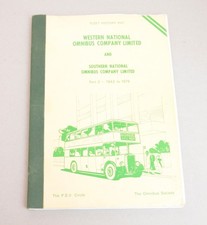 WESTERN NATIONAL
OMNIBUS COMPANY LIMITED
AND
SOUTHERN NATIONAL
OMNIBUS COMPANY LIMITED
The P.S.V. Circle
The Omnibus Society